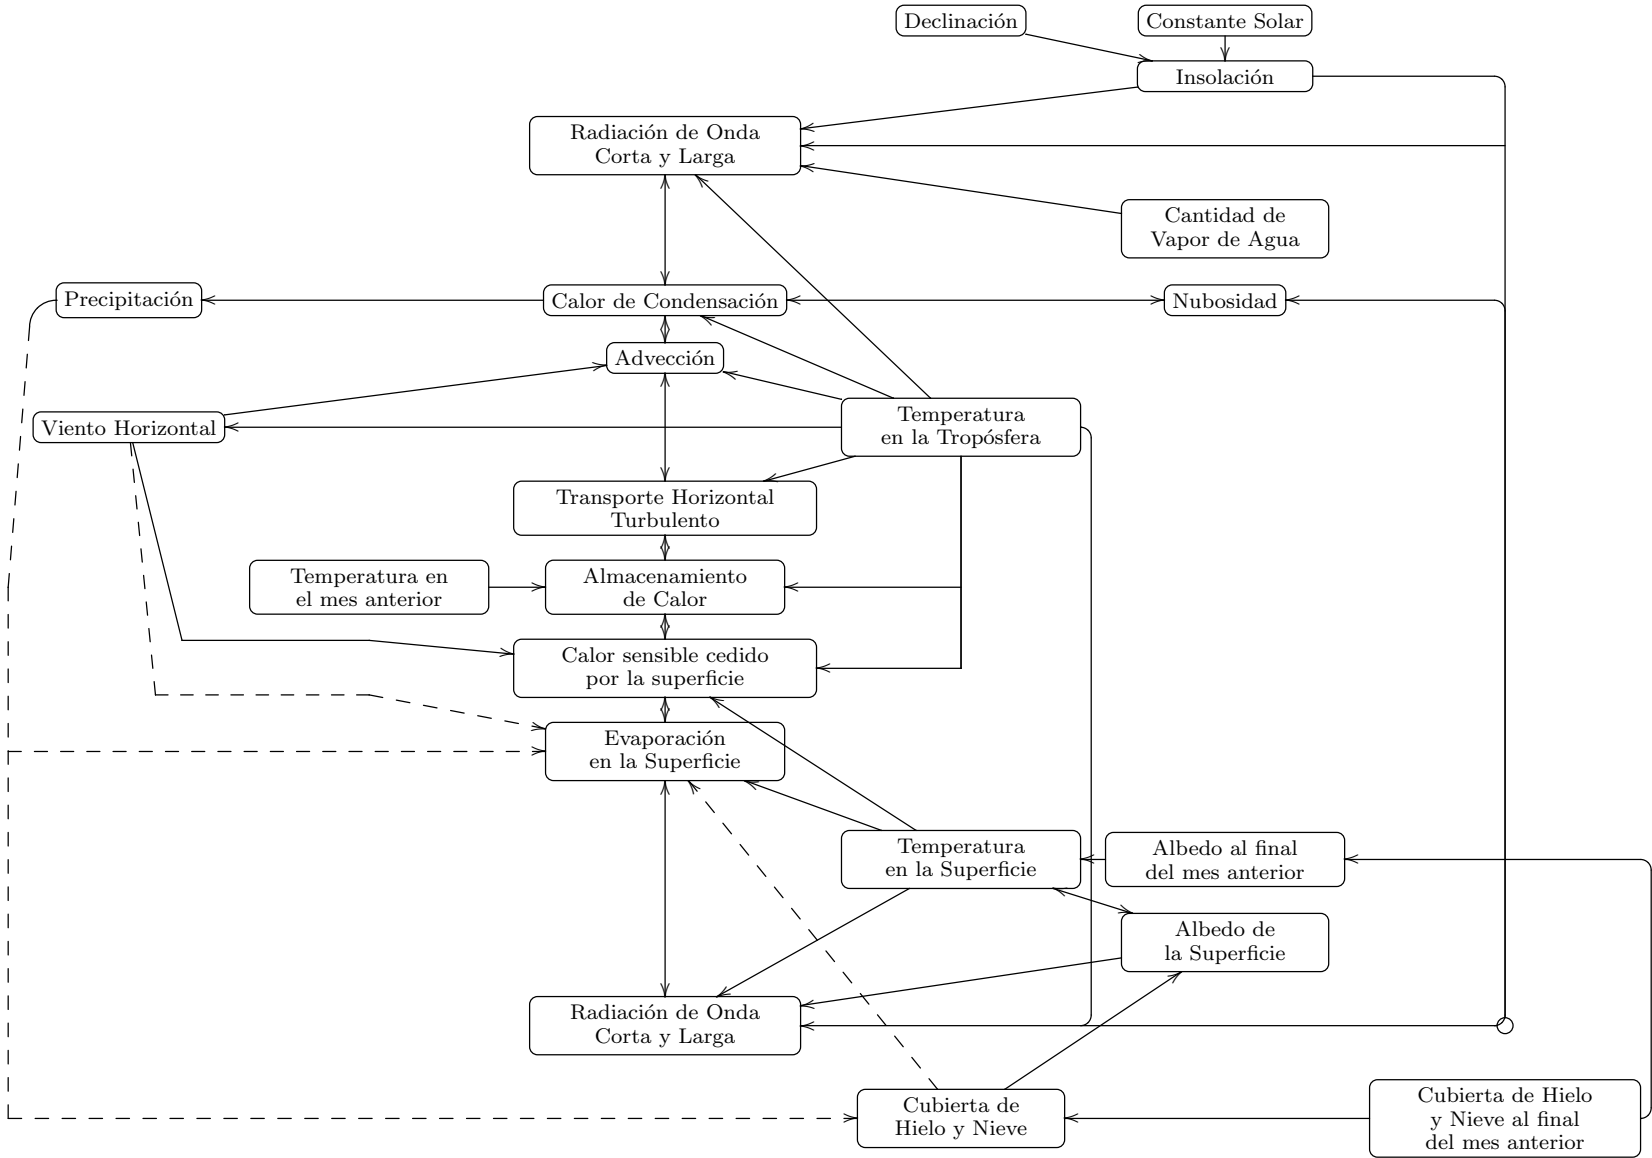 Declinación
Constante Solar
Insolación
Radiación de Onda
Corta y Larga
Cantidad de
Vapor de Agua
Precipitación
Calor de Condensación
Nubosidad
Advección
Viento Horizontal
Temperatura
en la Tropósfera
Transporte Horizontal
Turbulento
Temperatura en
el mes anterior
Almacenamiento
de Calor
Calor sensible cedido
por la superficie
Evaporación
en la Superficie
Temperatura
en la Superficie
Albedo al final
del mes anterior
Albedo de
la Superficie
Radiación de Onda
Corta y Larga
Cubierta de
Hielo y Nieve
Cubierta de Hielo
y Nieve al final
del mes anterior